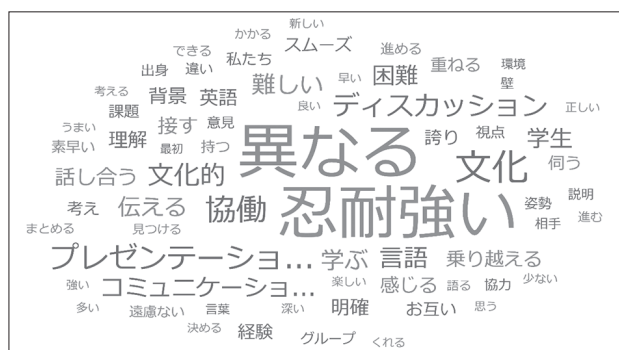 新しい
かかる スムーズ 進める
できる 私たち 重ねる 環境
出身 違い 難しい 早い 困難 壁
考える 背景 英語 良い ディスカッション 正しい
課題 接す 意見
うまい 理解 最初 持つ 異なる 誇り 視点 学生
素早い 文化 伺う
話し合う 文化的
考え 伝える 協働 忍耐強い 姿勢 説明
まとめる 見つける 相手 進む
プレゼンテーショ... 学ぶ 言語 乗り越える
強い コミュニケーショ... 楽しい 感じる 語る 協力 少ない
多い 遠慮ない 言葉 深い 明確 お互い 思う
決める 経験 グループ くれる